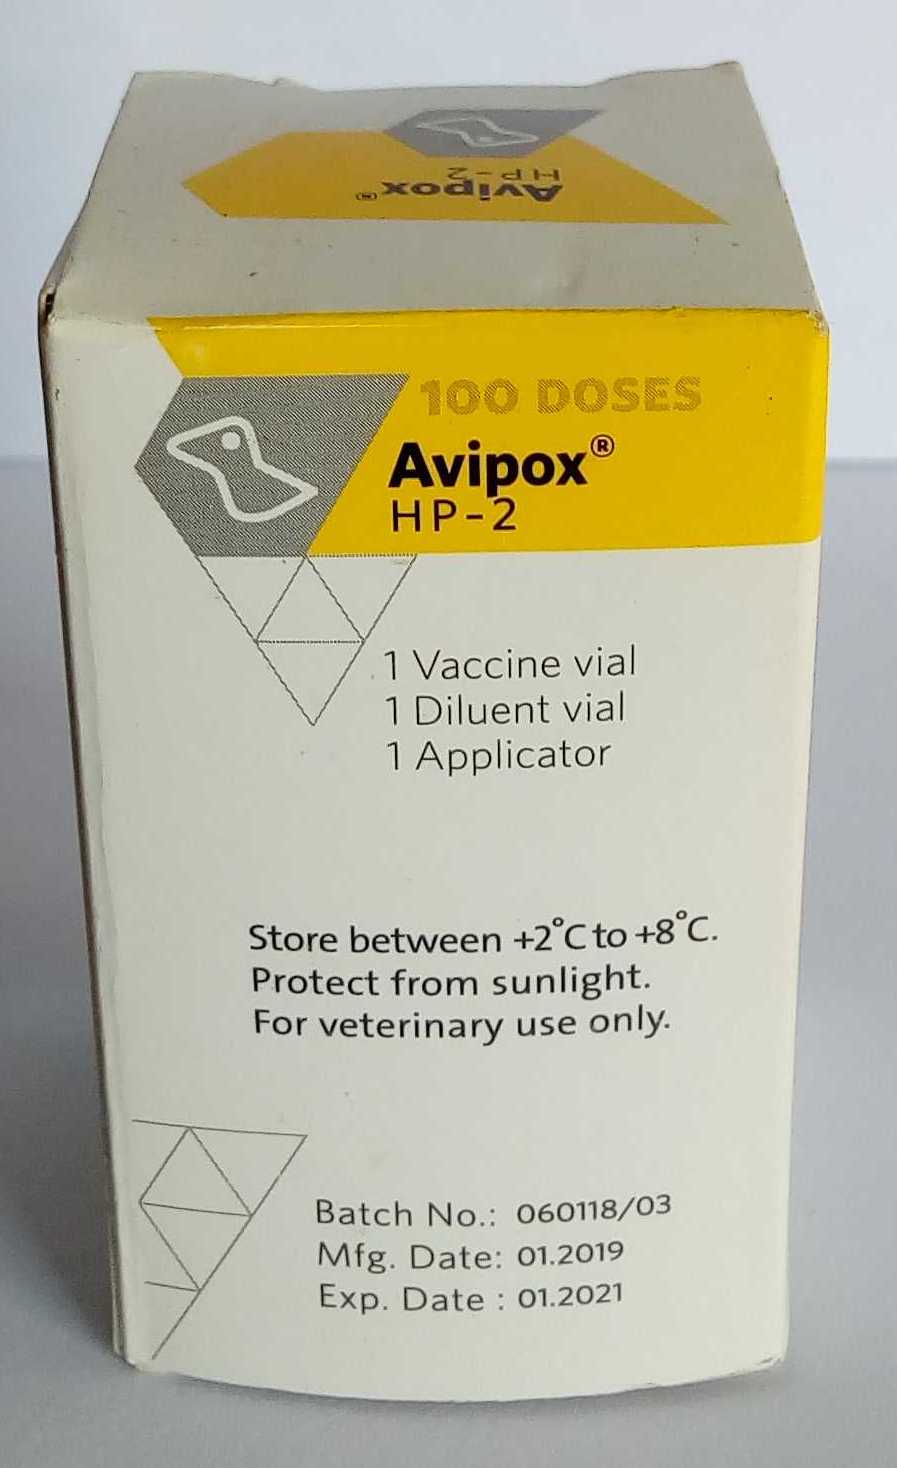 Avipox®
HP-2
100 DOSES
Avipox®
HP-2
1 Vaccine vial
1 Diluent vial
1 Applicator
Store between +2°C to +8°C.
Protect from sunlight.
For veterinary use only.
Batch No.: 060118/03
Mfg. Date: 01.2019
Exp. Date : 01.2021